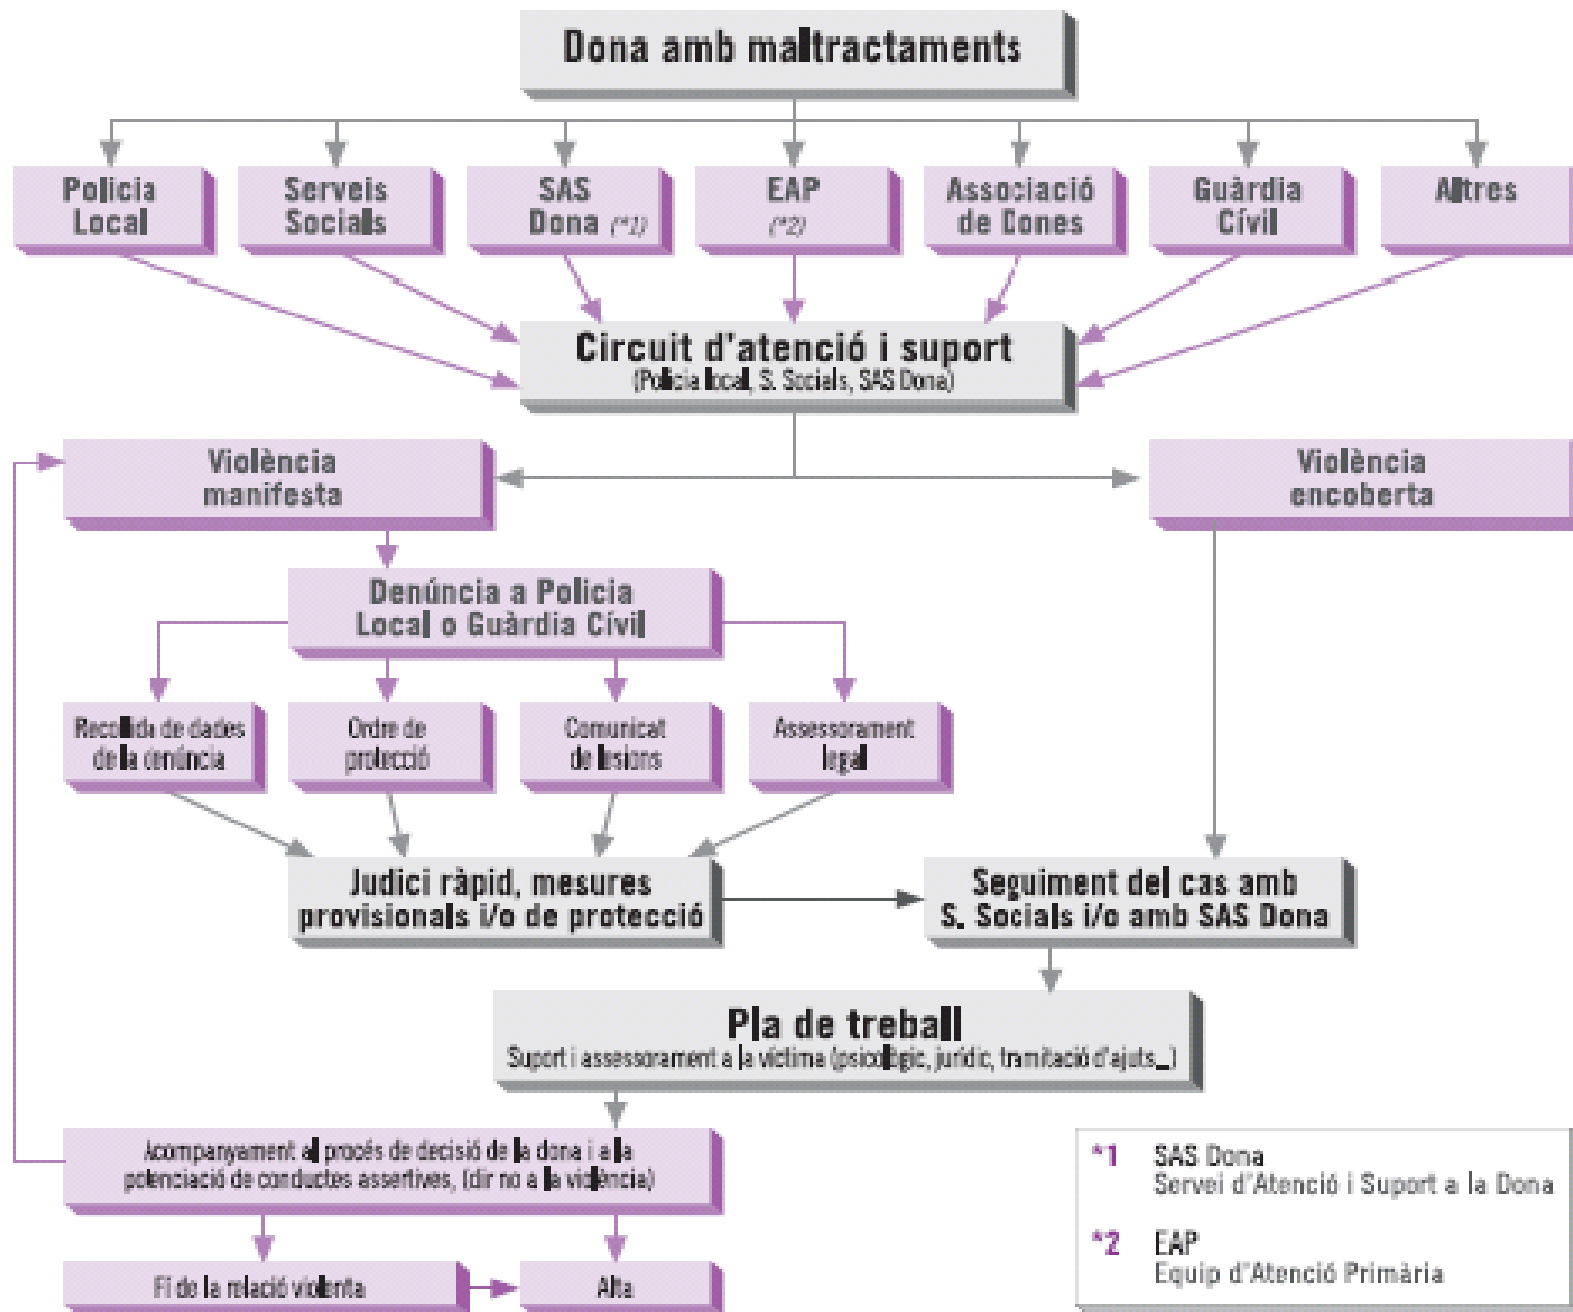 Dona amb maltractaments
Policia
Local
Serveis
Socials
SAS
Dona (*1)
EAP
(*2)
Associació
de Dones
Guàrdia
Cívil
Altres
Circuit d'atenció i suport
(Policia local, S. Socials, SAS Dona)
Violència
manifesta
Violència
encoberta
Denúncia a Policia
Local o Guàrdia Cívil
Recollida de dades
de la denúncia
Ordre de
protecció
Comunicat
de lesions
Assessorament
legal
Judici ràpid, mesures
provisionals i/o de protecció
Seguiment del cas amb
S. Socials i/o amb SAS Dona
Pla de treball
Suport i assessorament a la víctima (psicològic, jurídic, tramitació d'ajuts...)
Acompanyament al procés de decisió de la dona i a la
potenciació de conductes assertives, (dir no a la violència)
Fi de la relació violenta
Alta
*1 SAS Dona
Servei d'Atenció i Suport a la Dona
*2 EAP
Equip d'Atenció Primària